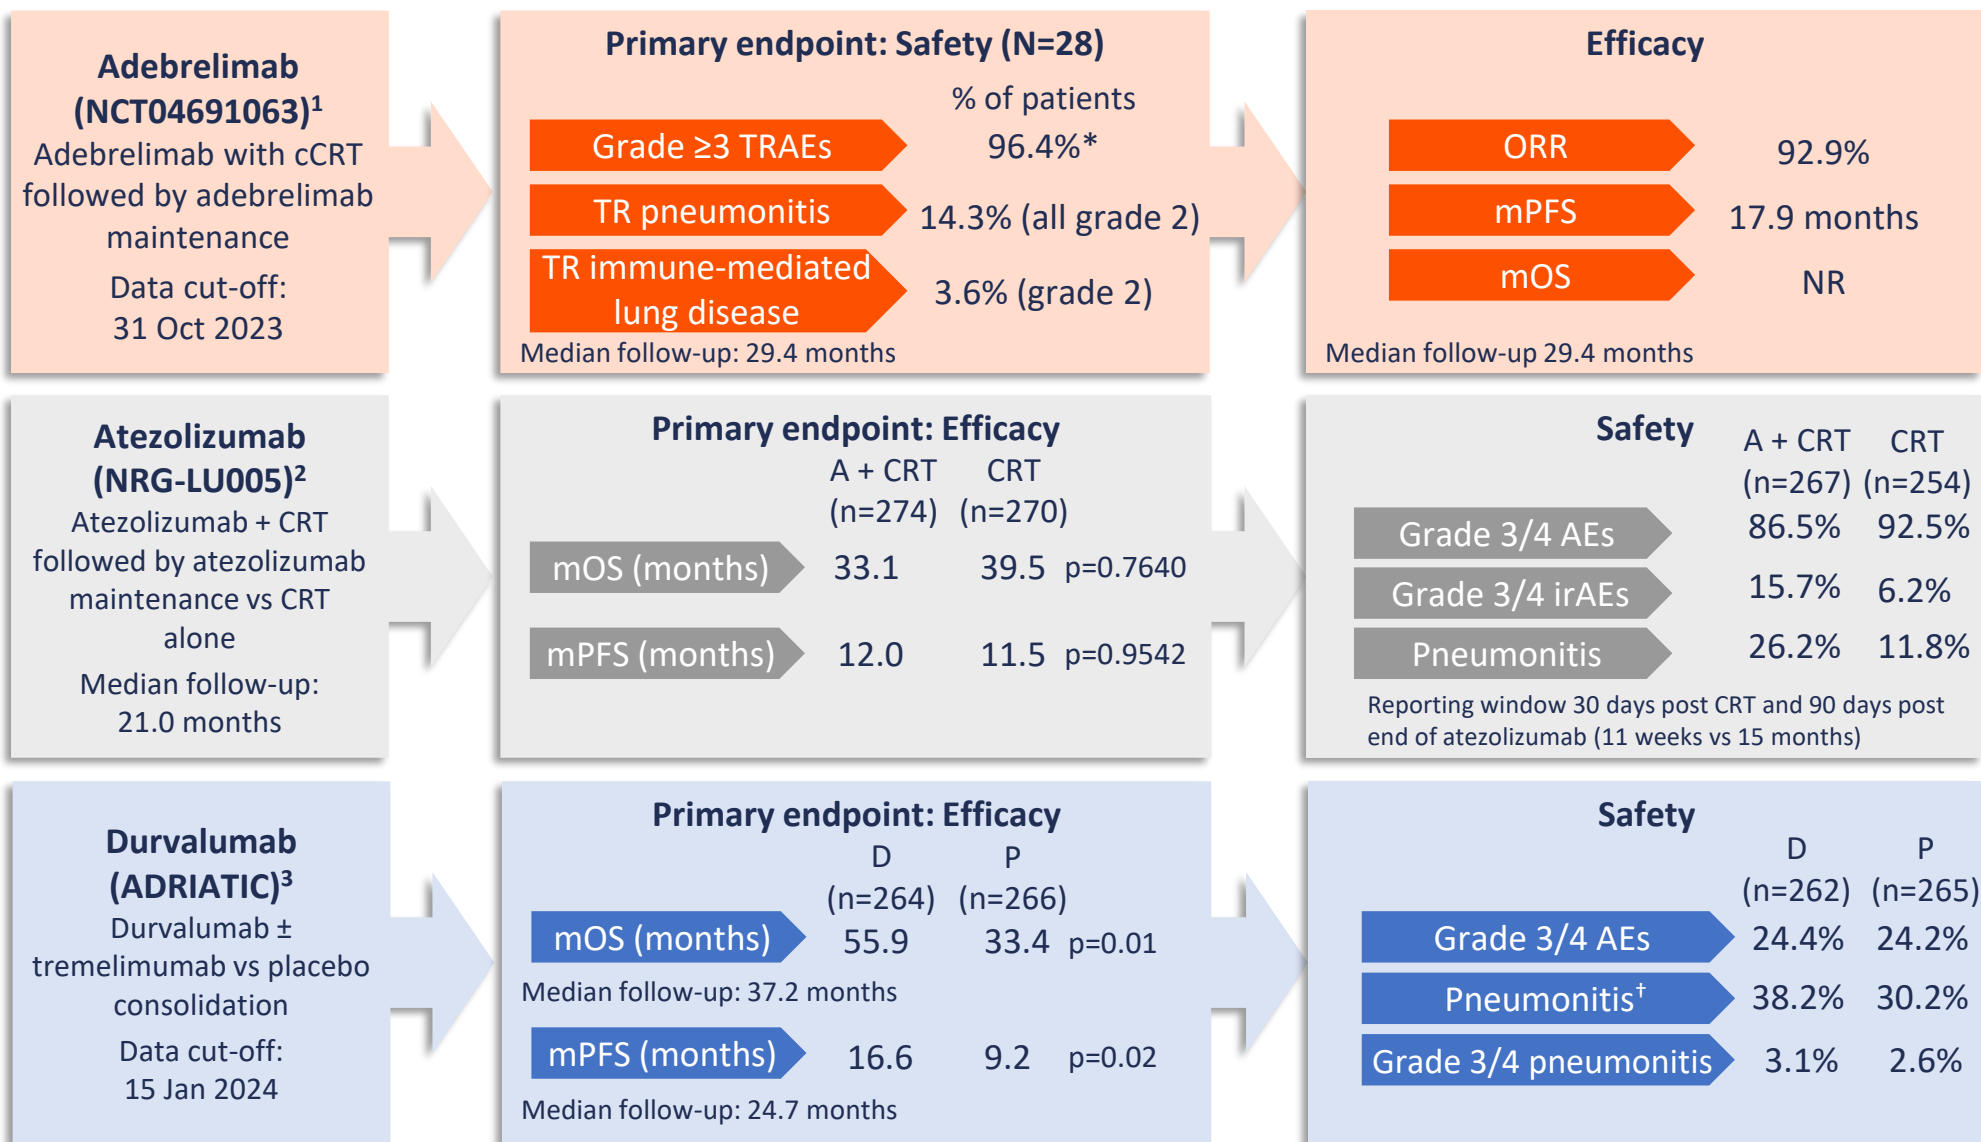 Adebrelimab
(NCT04691063)¹
Adebrelimab with cCRT
followed by adebrelimab
maintenance
Data cut-off:
31 Oct 2023
Primary endpoint: Safety (N=28)
% of patients
Grade ≥3 TRAEs 96.4%*
TR pneumonitis 14.3% (all grade 2)
TR immune-mediated
lung disease
3.6% (grade 2)
Median follow-up: 29.4 months
Efficacy
ORR 92.9%
mPFS 17.9 months
mOS NR
Median follow-up 29.4 months
Atezolizumab
(NRG-LU005)²
Atezolizumab + CRT
followed by atezolizumab
maintenance vs CRT
alone
Median follow-up:
21.0 months
Primary endpoint: Efficacy
A + CRT CRT
(n=274) (n=270)
mOS (months) 33.1 39.5 p=0.7640
mPFS (months) 12.0 11.5 p=0.9542
Safety
A + CRT CRT
(n=267) (n=254)
Grade 3/4 AEs 86.5% 92.5%
Grade 3/4 irAEs 15.7% 6.2%
Pneumonitis 26.2% 11.8%
Reporting window 30 days post CRT and 90 days post
end of atezolizumab (11 weeks vs 15 months)
Durvalumab
(ADRIATIC)³
Durvalumab ±
tremelimumab vs placebo
consolidation
Data cut-off:
15 Jan 2024
Primary endpoint: Efficacy
D P
(n=264) (n=266)
mOS (months) 55.9 33.4 p=0.01
Median follow-up: 37.2 months
mPFS (months) 16.6 9.2 p=0.02
Median follow-up: 24.7 months
Safety
D P
(n=262) (n=265)
Grade 3/4 AEs 24.4% 24.2%
Pneumonitis† 38.2% 30.2%
Grade 3/4 pneumonitis 3.1% 2.6%